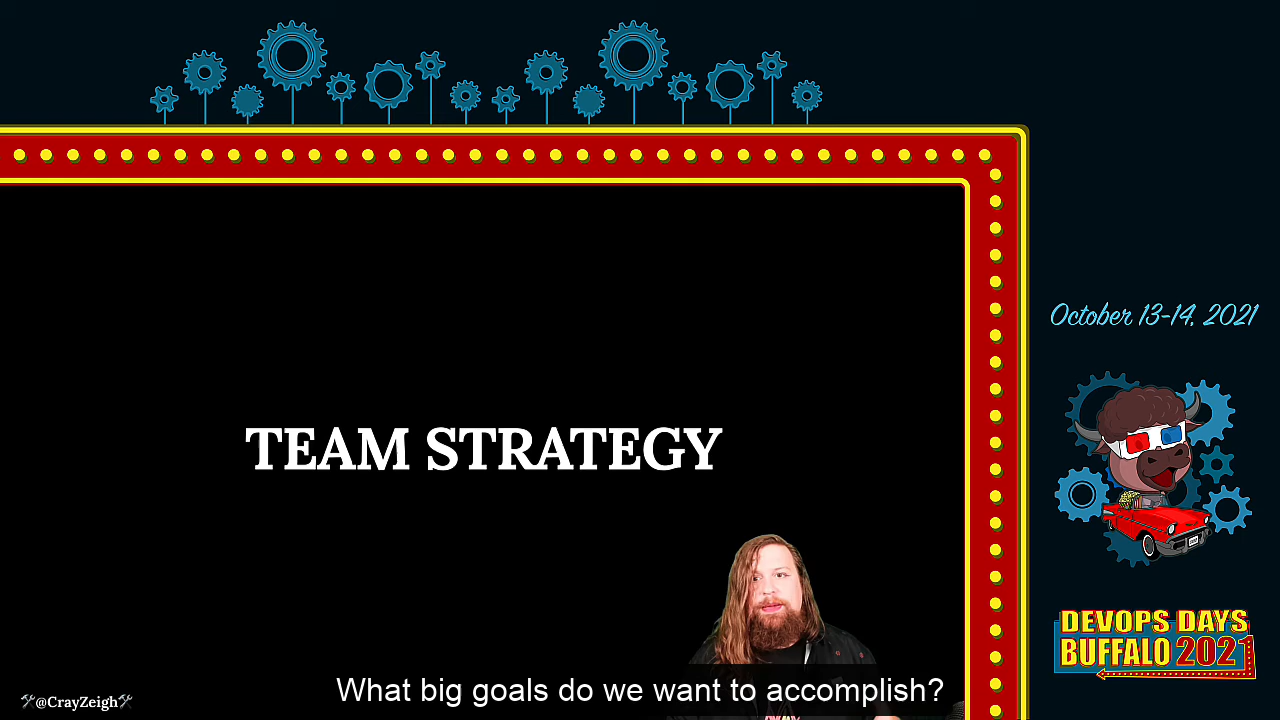 October 13-14, 2021
TEAM STRATEGY
DEVOPS DAYS
BUFFALO 2021
What big goals do we want to accomplish?
@CrayZeigh